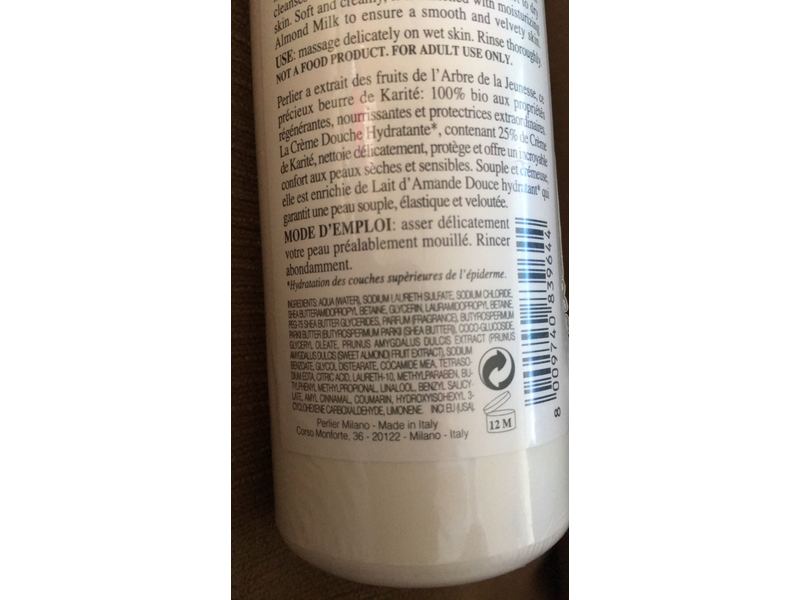 cleanses
skin. Soft and creamy, with moisturizing
Almond Milk to ensure a smooth and velvety skin.
USE: massage delicately on wet skin. Rinse thoroughly.
NOT A FOOD PRODUCT. FOR ADULT USE ONLY.
Perlier a extrait des fruits de l'Arbre de la Jeunesse, ce
précieux beurre de Karité: 100% bio aux propriétés
régénérantes, nourrissantes et protectrices extraordinaires.
La Crème Douche Hydratante*, contenant 25% de Crème
de Karité, nettoie délicatement, protège et offre un incroyable
confort aux peaux sèches et sensibles. Souple et crémeuse,
elle est enrichie de Lait d'Amande Douce hydratant* qui
garantit une peau souple, élastique et veloutée.
MODE D'EMPLOI: asser délicatement
votre peau préalablement mouillé. Rincer
abondamment.
*Hydratation des couches supèrieures de l'épiderme.
INGREDIENTS: AQUA (WATER), SODIUM LAURETH SULFATE, SODIUM CHLORIDE,
SHEA BUTTERAMIDOPROPYL BETAINE, GLYCERIN, LAURAMIDOPROPYL BETAINE,
PEG-75 SHEA BUTTER GLYCERIDES, PARFUM (FRAGRANCE), BUTYROSPERMUM
PARKII BUTTER (BUTYROSPERMUM PARKII (SHEA BUTTER)), COCO-GLUCOSIDE,
GLYCERYL OLEATE, PRUNUS AMYGDALUS DULCIS EXTRACT (PRUNUS
AMYGDALUS DULCIS (SWEET ALMOND) FRUIT EXTRACT), SODIUM
BENZOATE, GLYCOL DISTEARATE, COCAMIDE MEA, TETRASO-
DIUM EDTA, CITRIC ACID, LAURETH-10, METHYLPARABEN, BU-
TYLPHENYL METHYLPROPIONAL, LINALOOL, BENZYL SALICY-
LATE, AMYL CINNAMAL, COUMARIN, HYDROXYISOHEXYL 3-
CYCLOHEXENE CARBOXALDEHYDE, LIMONENE. INCI EU (USA).
Perlier Milano - Made in Italy
Corso Monforte, 36 - 20122 - Milano - Italy
12 M
8 009740 839644